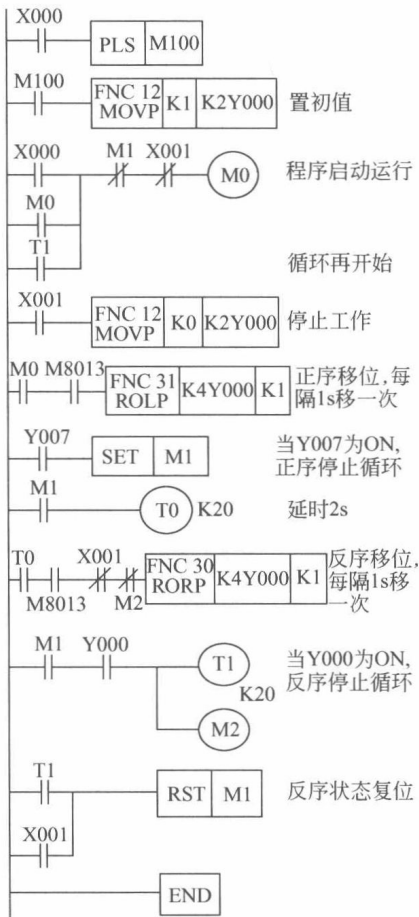 X000
PLS M100
M100
FNC 12
MOVP K1 K2Y000 置初值
X000 M1 X001
M0 程序启动运行
M0
T1
循环再开始
X001
FNC 12
MOVP K0 K2Y000 停止工作
M0 M8013
FNC 31
ROLP K4Y000 K1 正序移位,每
隔1s移一次
Y007
SET M1 当Y007为ON,
正序停止循环
M1
T0 K20 延时2s
T0 X001
M8013 M2
FNC 30
RORP K4Y000 K1 反序移位,
每隔1s移
一次
M1 Y000
T1 当Y000为ON,
K20 反序停止循环
M2
T1
RST M1 反序状态复位
X001
END